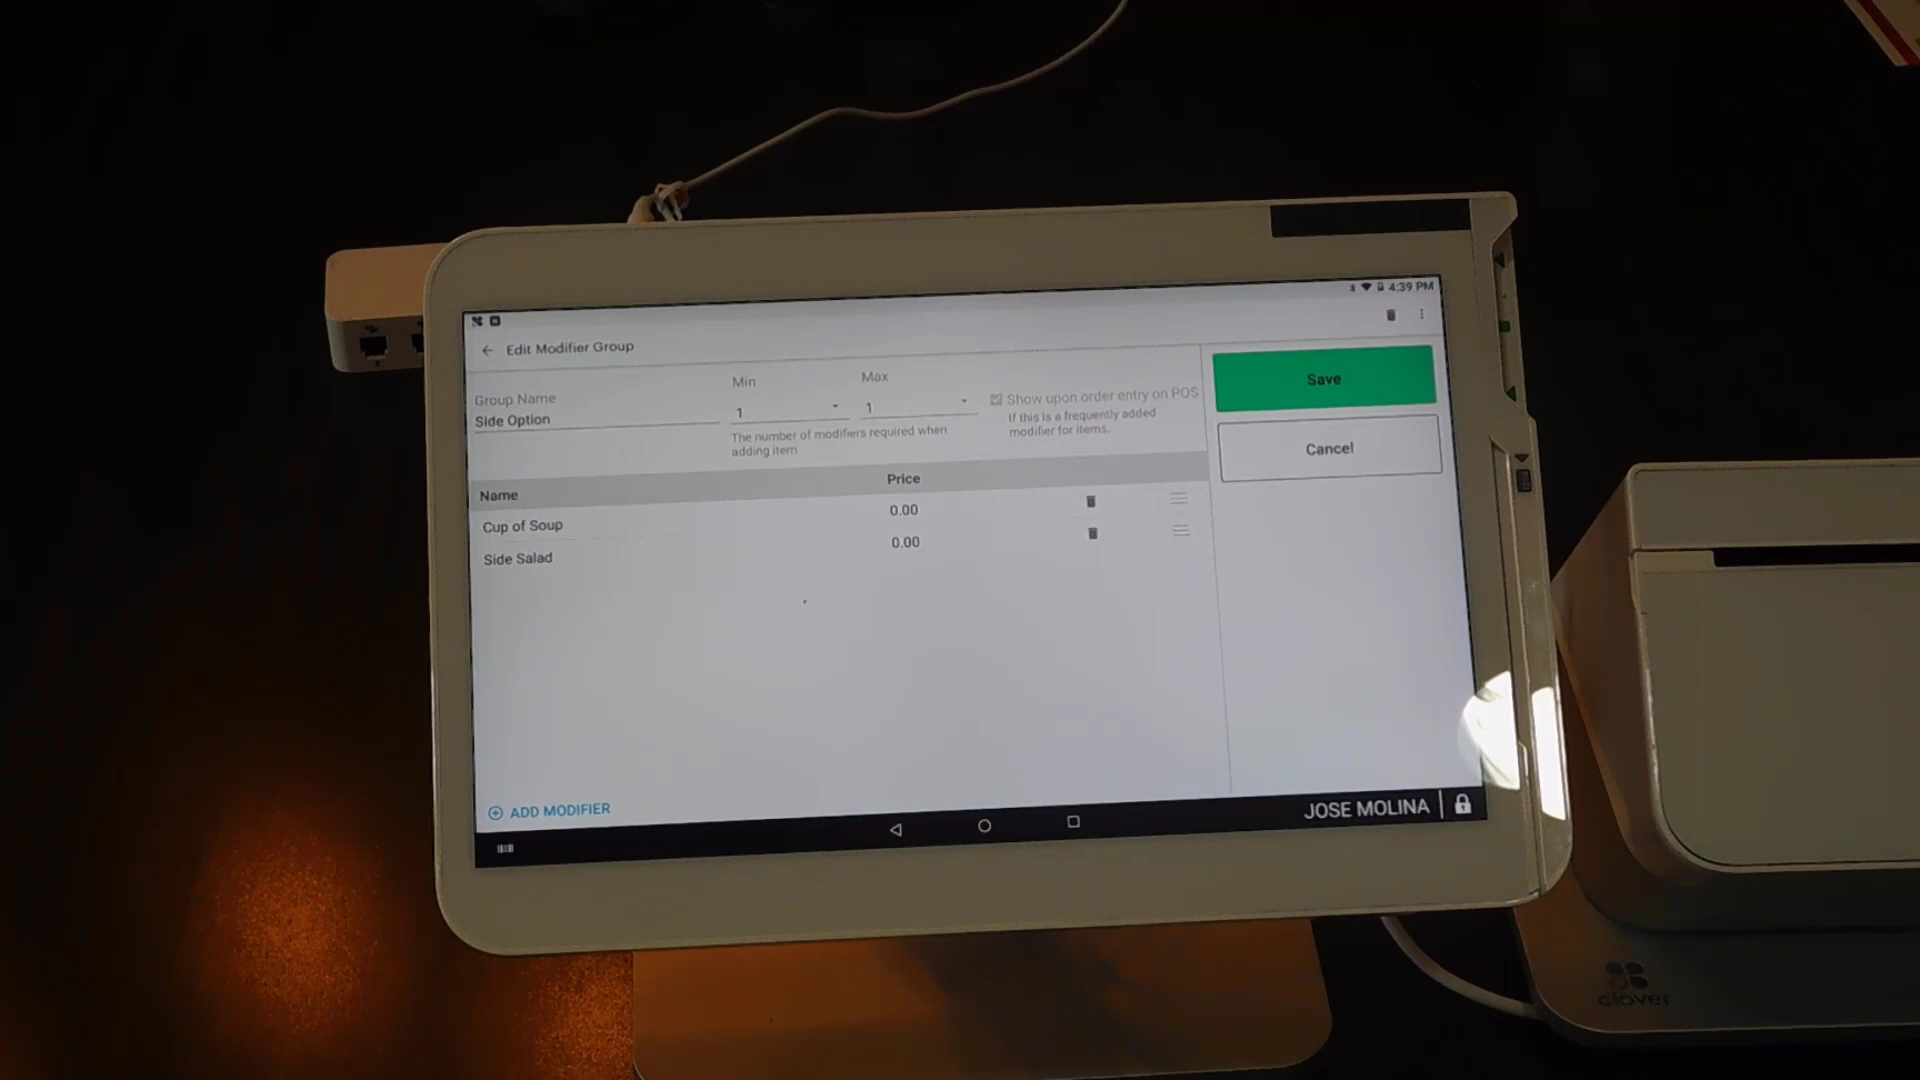 4:39 PM
Edit Modifier Group
Group Name
Side Option
Min
1
Max
1
The number of modifiers required when
adding item
Show upon order entry on POS
If this is a frequently added
modifier for items.
Save
Cancel
Name Price
Cup of Soup 0.00
Side Salad 0.00
ADD MODIFIER
JOSE MOLINA
clover